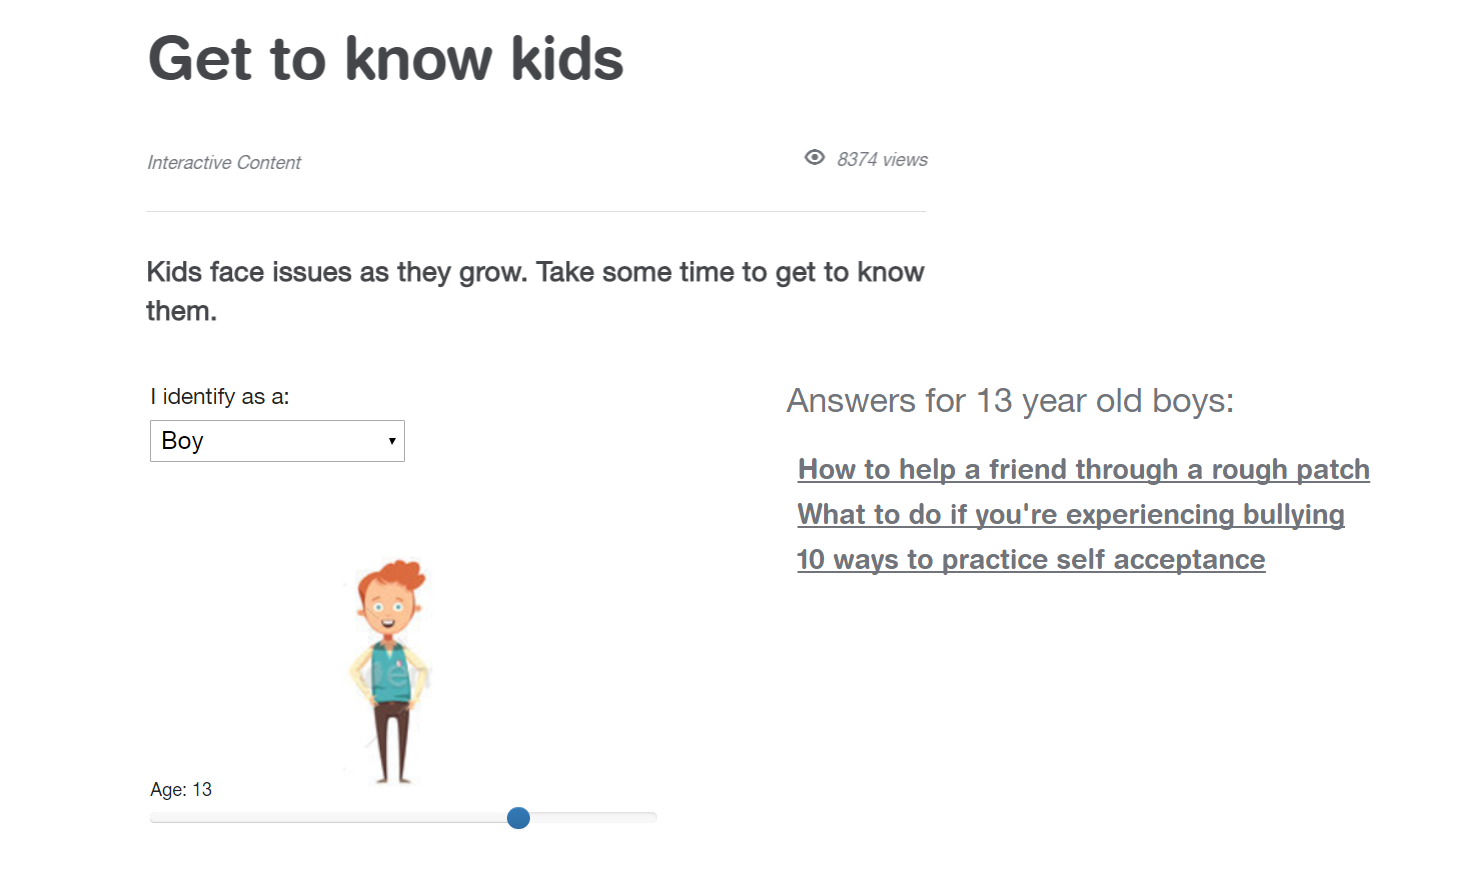 Get to know kids
Interactive Content
8374 views
Kids face issues as they grow. Take some time to get to know
them.
I identify as a:
Boy
Answers for 13 year old boys:
How to help a friend through a rough patch
What to do if you're experiencing bullying
10 ways to practice self acceptance
Age: 13